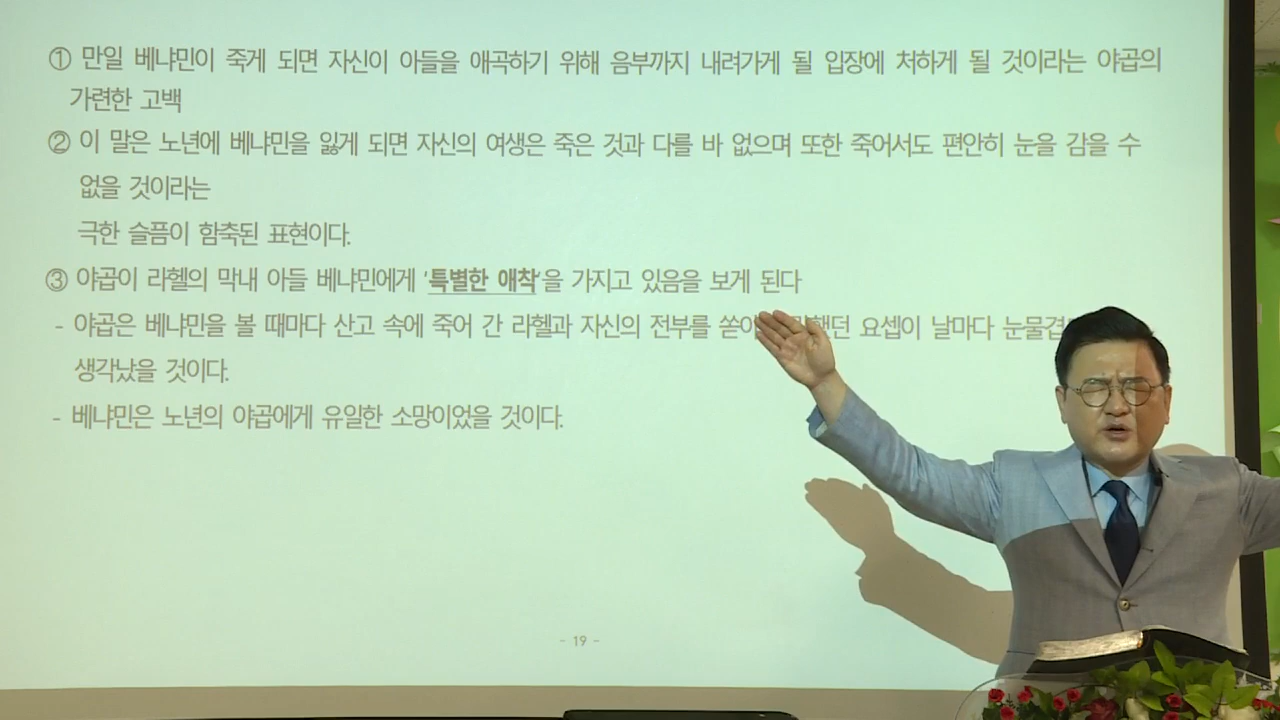 ① 만일 베냐민이 죽게 되면 자신이 아들을 애곡하기 위해 음부까지 내려가게 될 입장에 처하게 될 것이라는 야곱의
가련한 고백
② 이 말은 노년에 베냐민을 잃게 되면 자신의 여생은 죽은 것과 다를 바 없으며 또한 죽어서도 편안히 눈을 감을 수
없을 것이라는
극한 슬픔이 함축된 표현이다.
③ 야곱이 라헬의 막내 아들 베냐민에게 '특별한 애착'을 가지고 있음을 보게 된다
- 야곱은 베냐민을 볼 때마다 산고 속에 죽어 간 라헬과 자신의 전부를 요셉이 날마다
생각났을 것이다.
- 베냐민은 노년의 야곱에게 유일한 소망이었을 것이다.
- 19 -